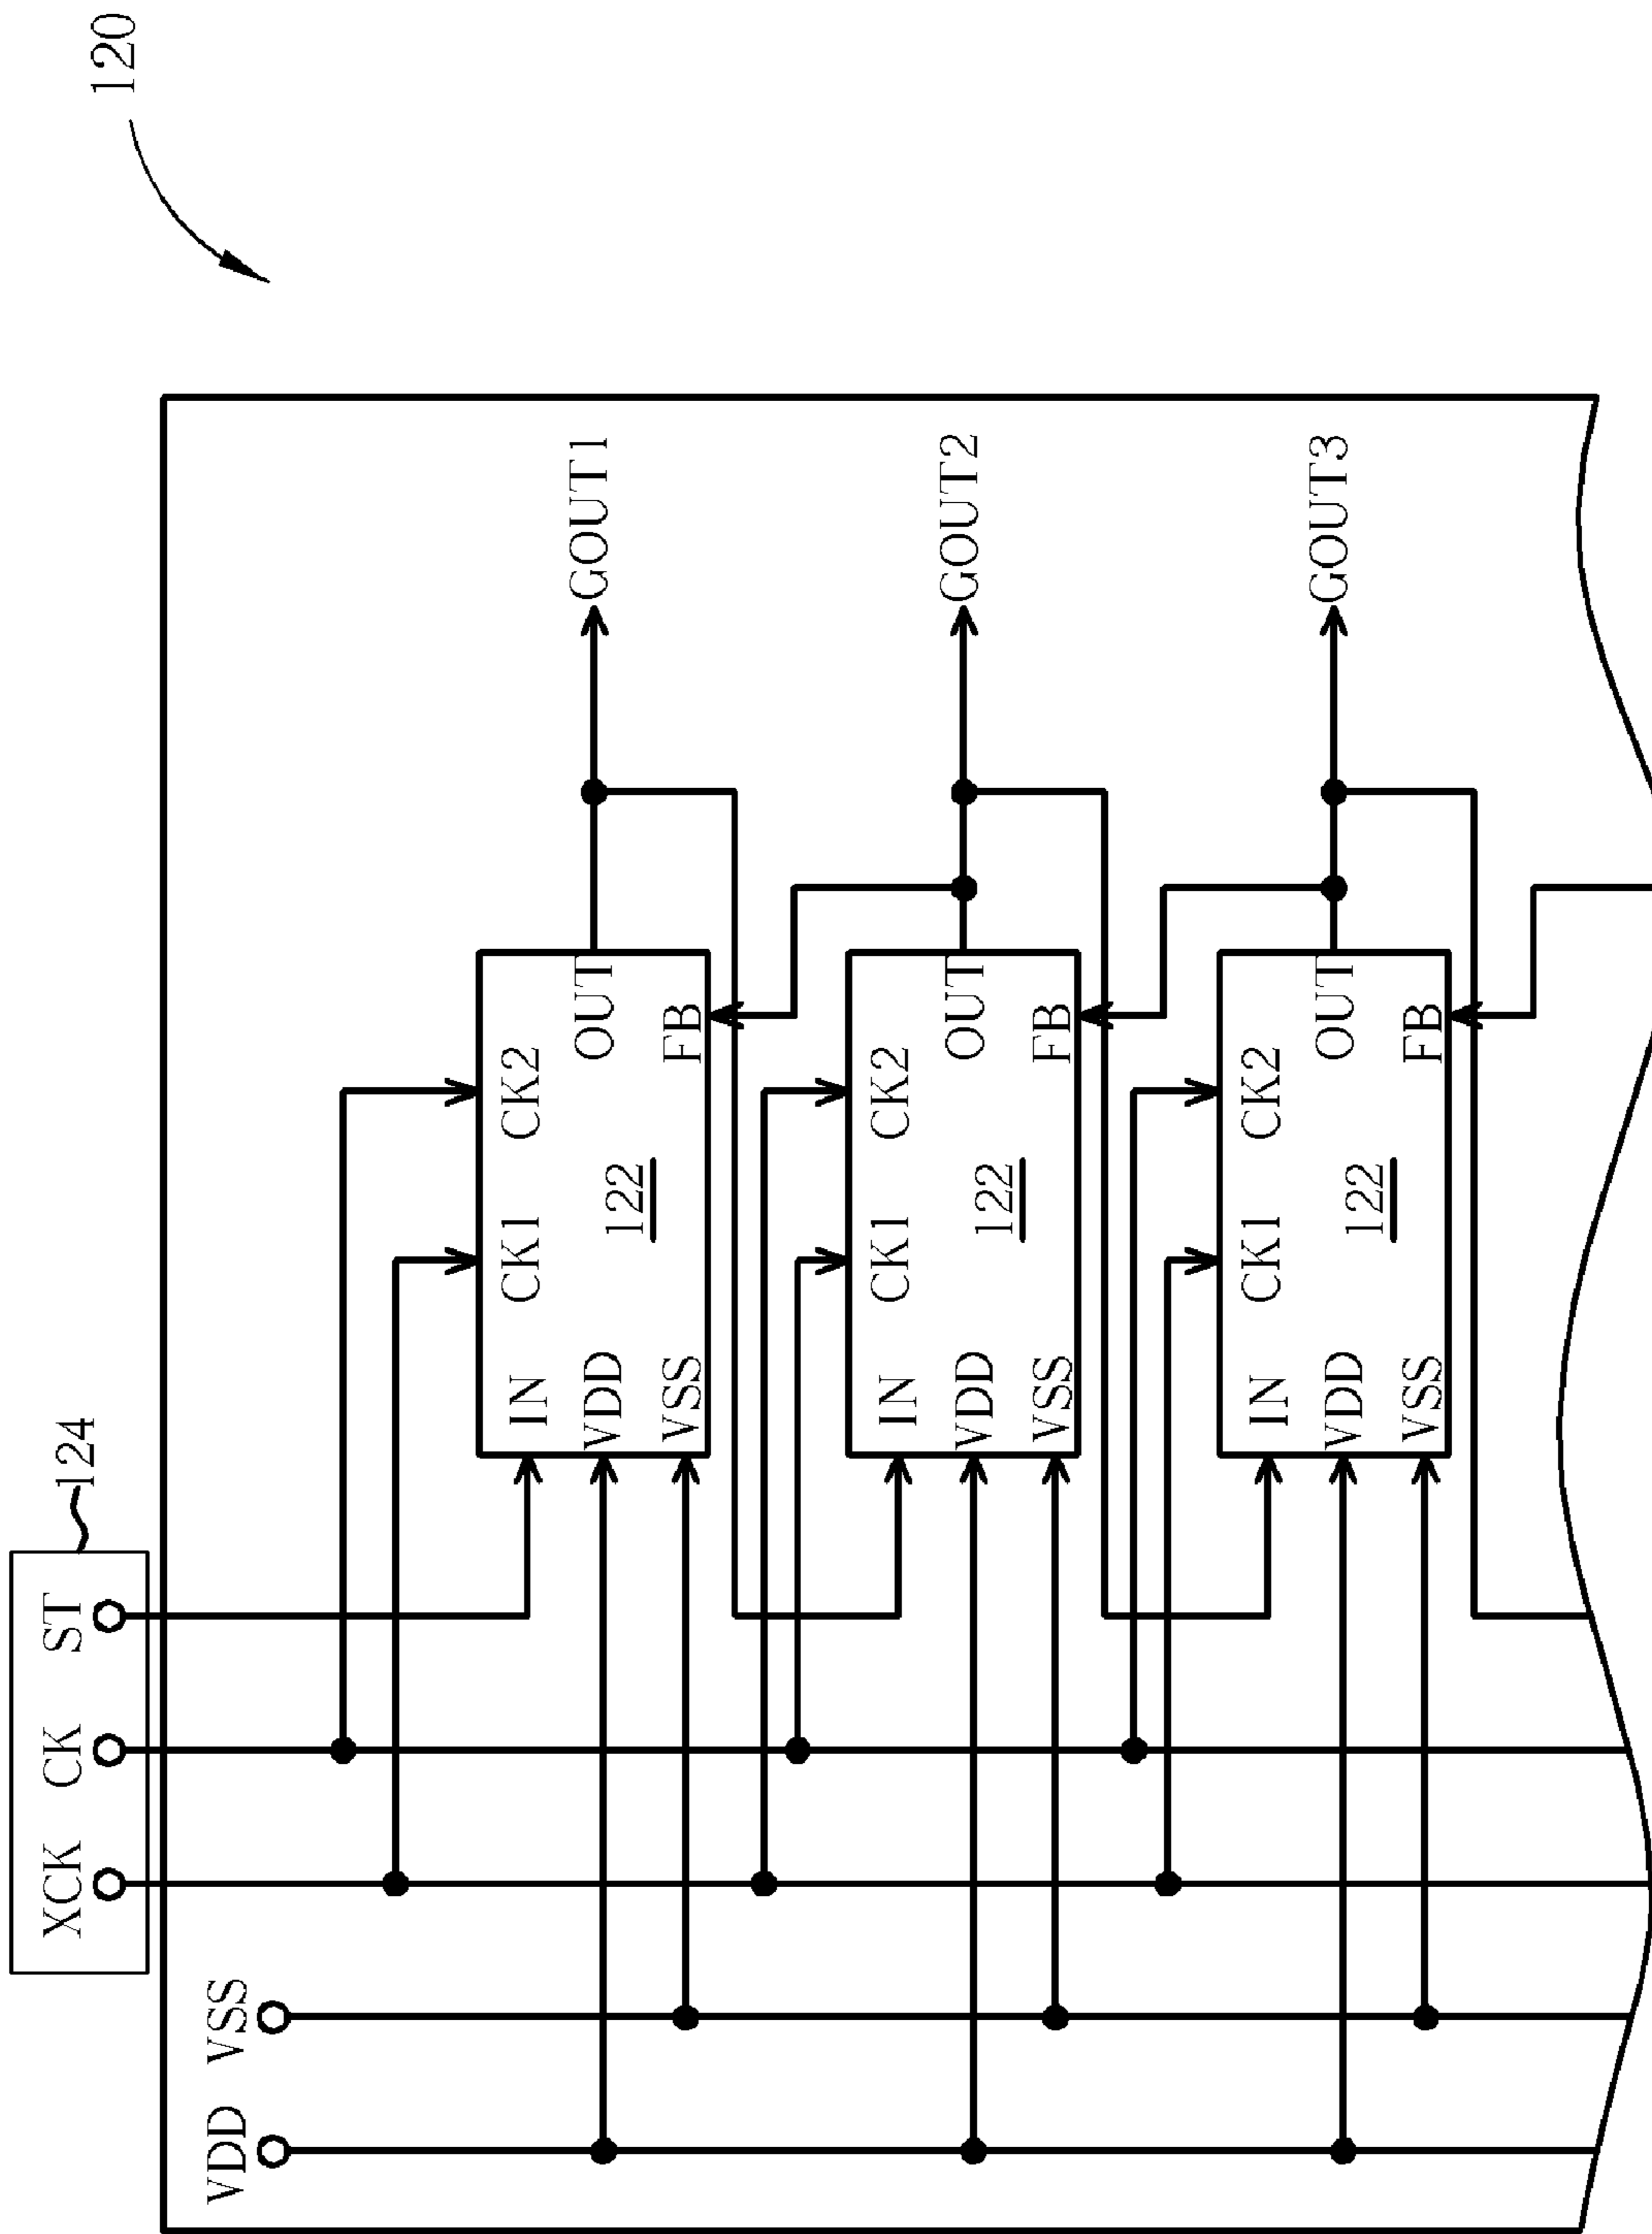 120
124
XCK CK ST
VDD VSS
CK1 CK2
IN OUT
VDD 122
VSS FB
GOUT1
CK1 CK2
IN OUT
VDD 122
VSS FB
GOUT2
CK1 CK2
IN OUT
VDD 122
VSS FB
GOUT3